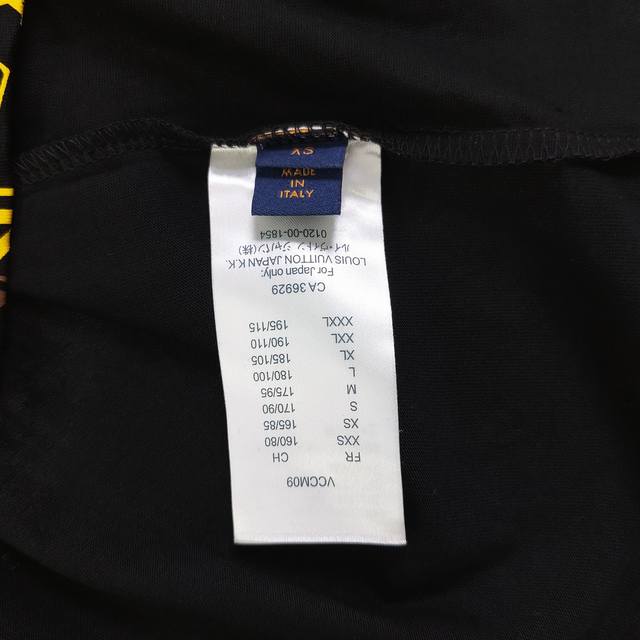 XS
MADE
IN
ITALY
VCCM09
FR CH
XXS 160/80
XS 165/85
S 170/90
M 175/95
L 180/100
XL 185/105
XXL 190/110
XXXL 195/115
CA 36929
For Japan only:
LOUIS VUITTON JAPAN K.K.
ルイ・ヴィトン ジャパン(株)
0120-00-1854